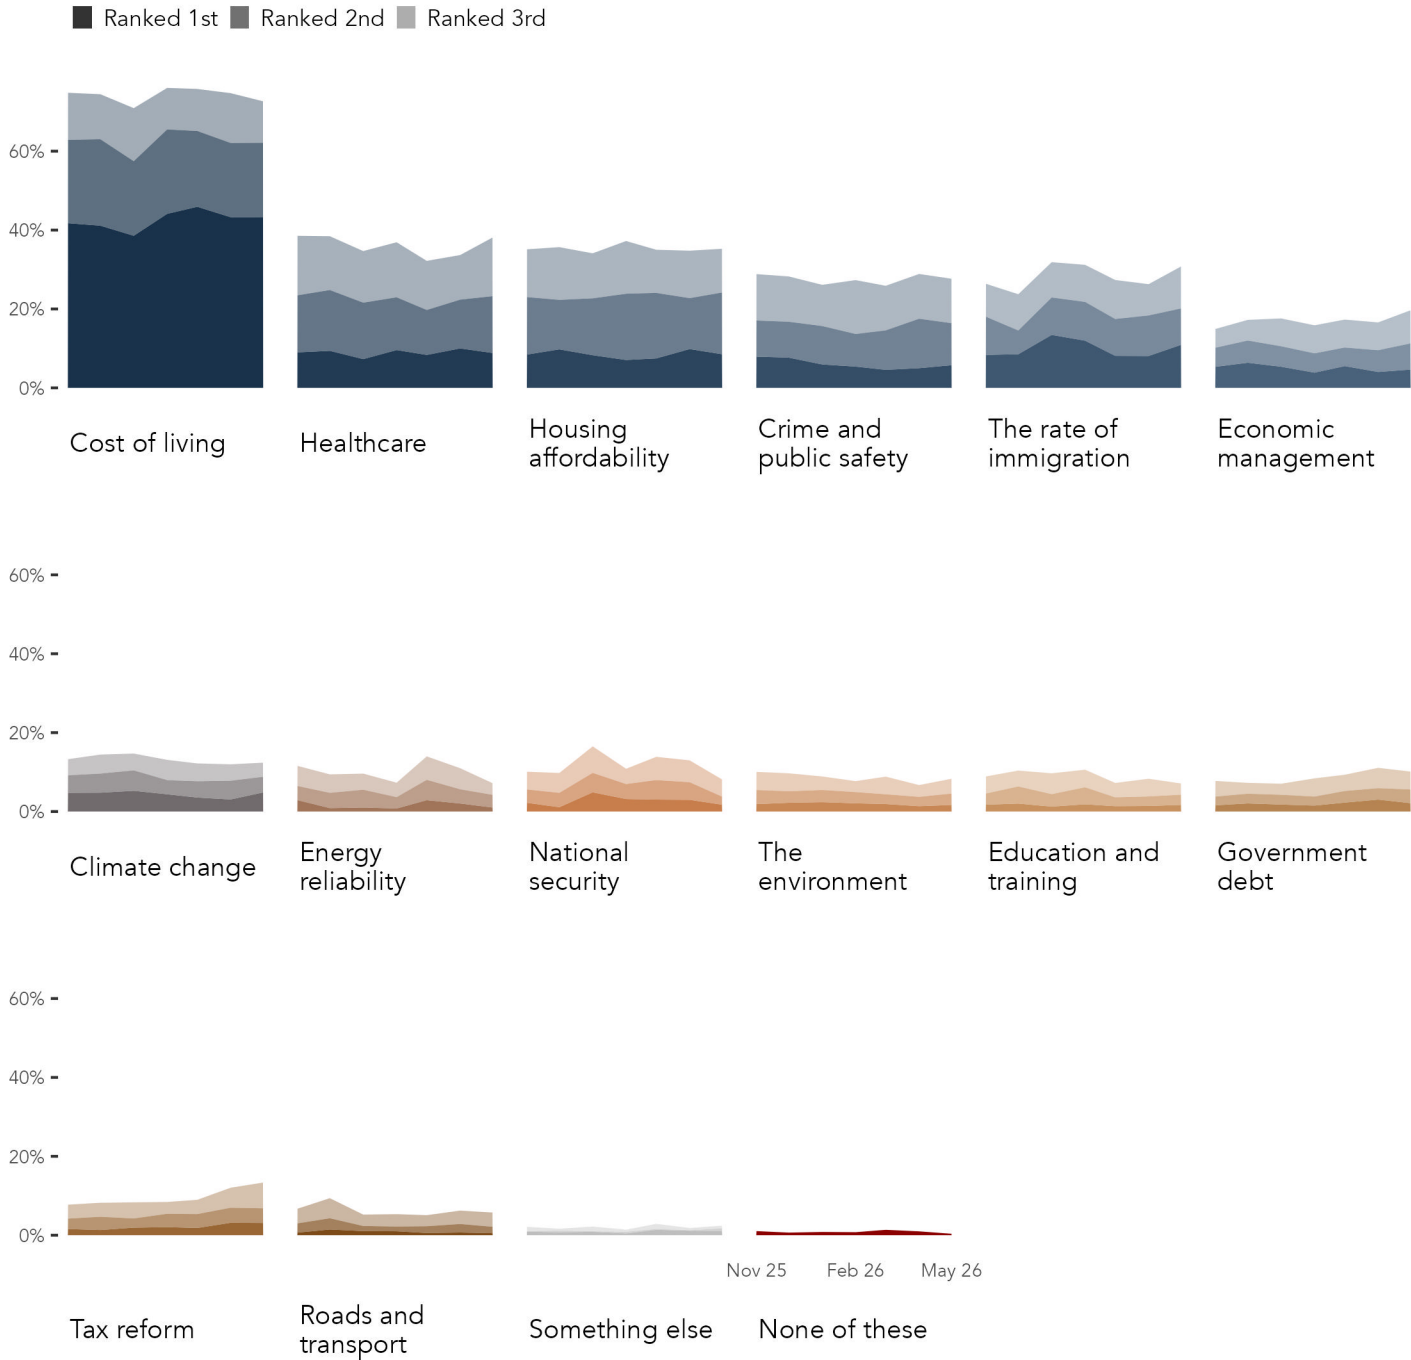 Ranked 1st Ranked 2nd Ranked 3rd
60%
40%
20%
0%
Cost of living
Healthcare
Housing
affordability
Crime and
public safety
The rate of
immigration
Economic
management
60%
40%
20%
0%
Climate change
Energy
reliability
National
security
The
environment
Education and
training
Government
debt
60%
40%
20%
0%
Nov 25 Feb 26 May 26
Tax reform
Roads and
transport
Something else
None of these